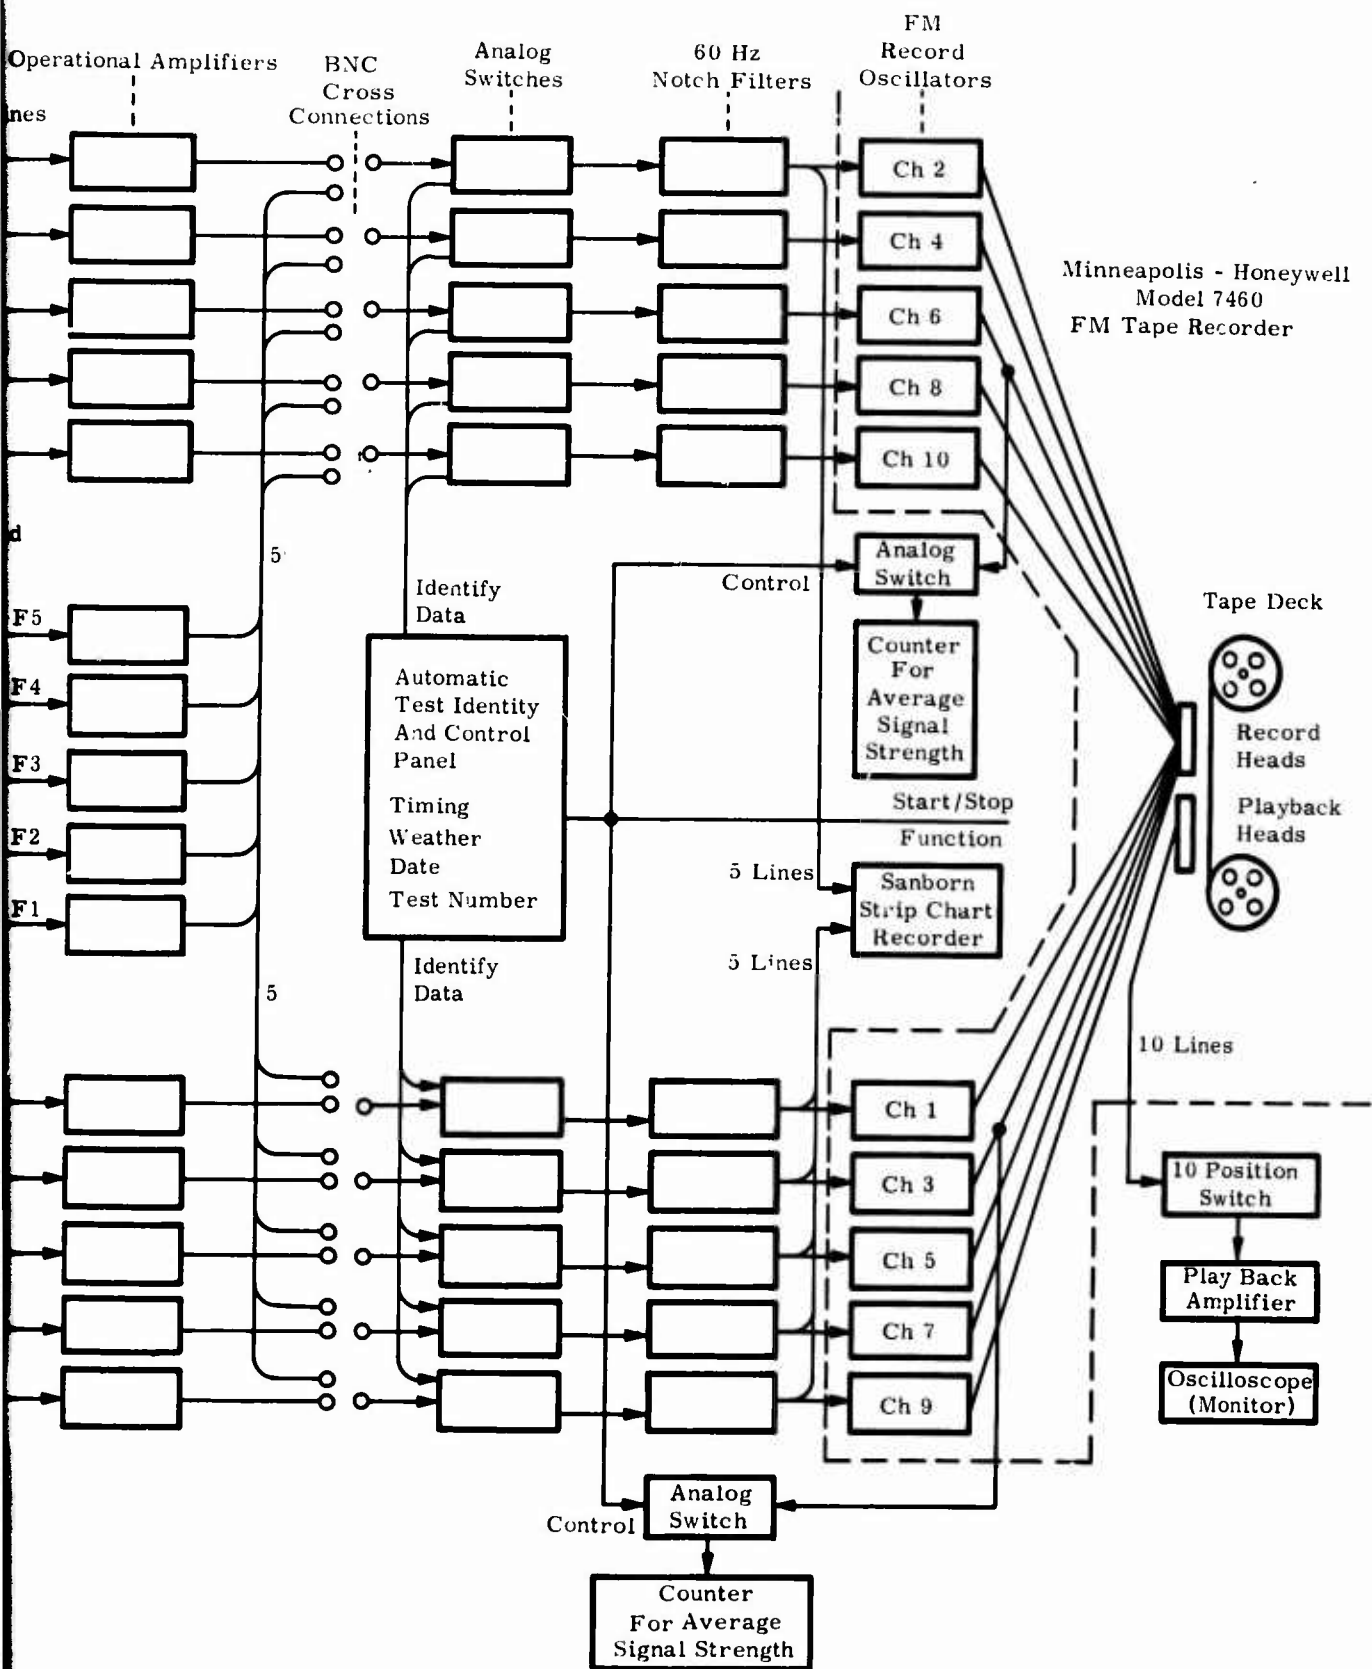 Operational Amplifiers
BNC
Cross
Connections
Analog
Switches
60 Hz
Notch Filters
FM
Record
Oscillators
nes
Ch 2
Ch 4
Ch 6
Ch 8
Ch 10
Minneapolis - Honeywell
Model 7460
FM Tape Recorder
d
5
F5
F4
F3
F2
F1
Identify
Data
Control
Analog
Switch
Counter
For
Average
Signal
Strength
Automatic
Test Identity
And Control
Panel
Timing
Weather
Date
Test Number
Start/Stop
Function
5 Lines
Sanborn
Strip Chart
Recorder
5 Lines
Tape Deck
Record
Heads
Playback
Heads
Identify
Data
5
10 Lines
Ch 1
Ch 3
Ch 5
Ch 7
Ch 9
10 Position
Switch
Play Back
Amplifier
Oscilloscope
(Monitor)
Control
Analog
Switch
Counter
For Average
Signal Strength